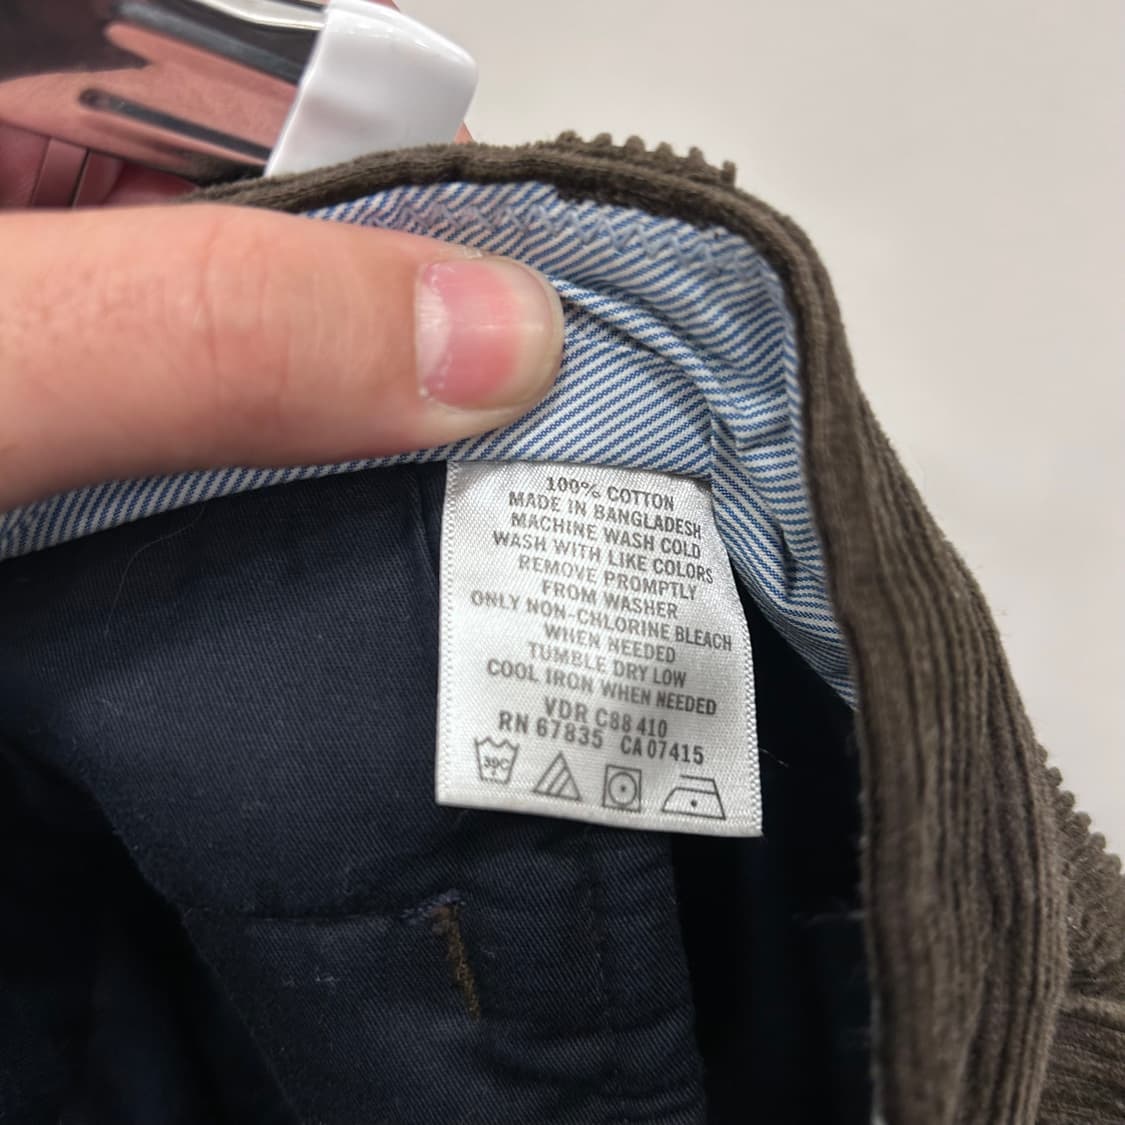 100% COTTON
MADE IN BANGLADESH
MACHINE WASH COLD
WASH WITH LIKE COLORS
REMOVE PROMPTLY
FROM WASHER
ONLY NON-CHLORINE BLEACH
WHEN NEEDED
TUMBLE DRY LOW
COOL IRON WHEN NEEDED
VDR C88 410
RN 67835 CA 07415